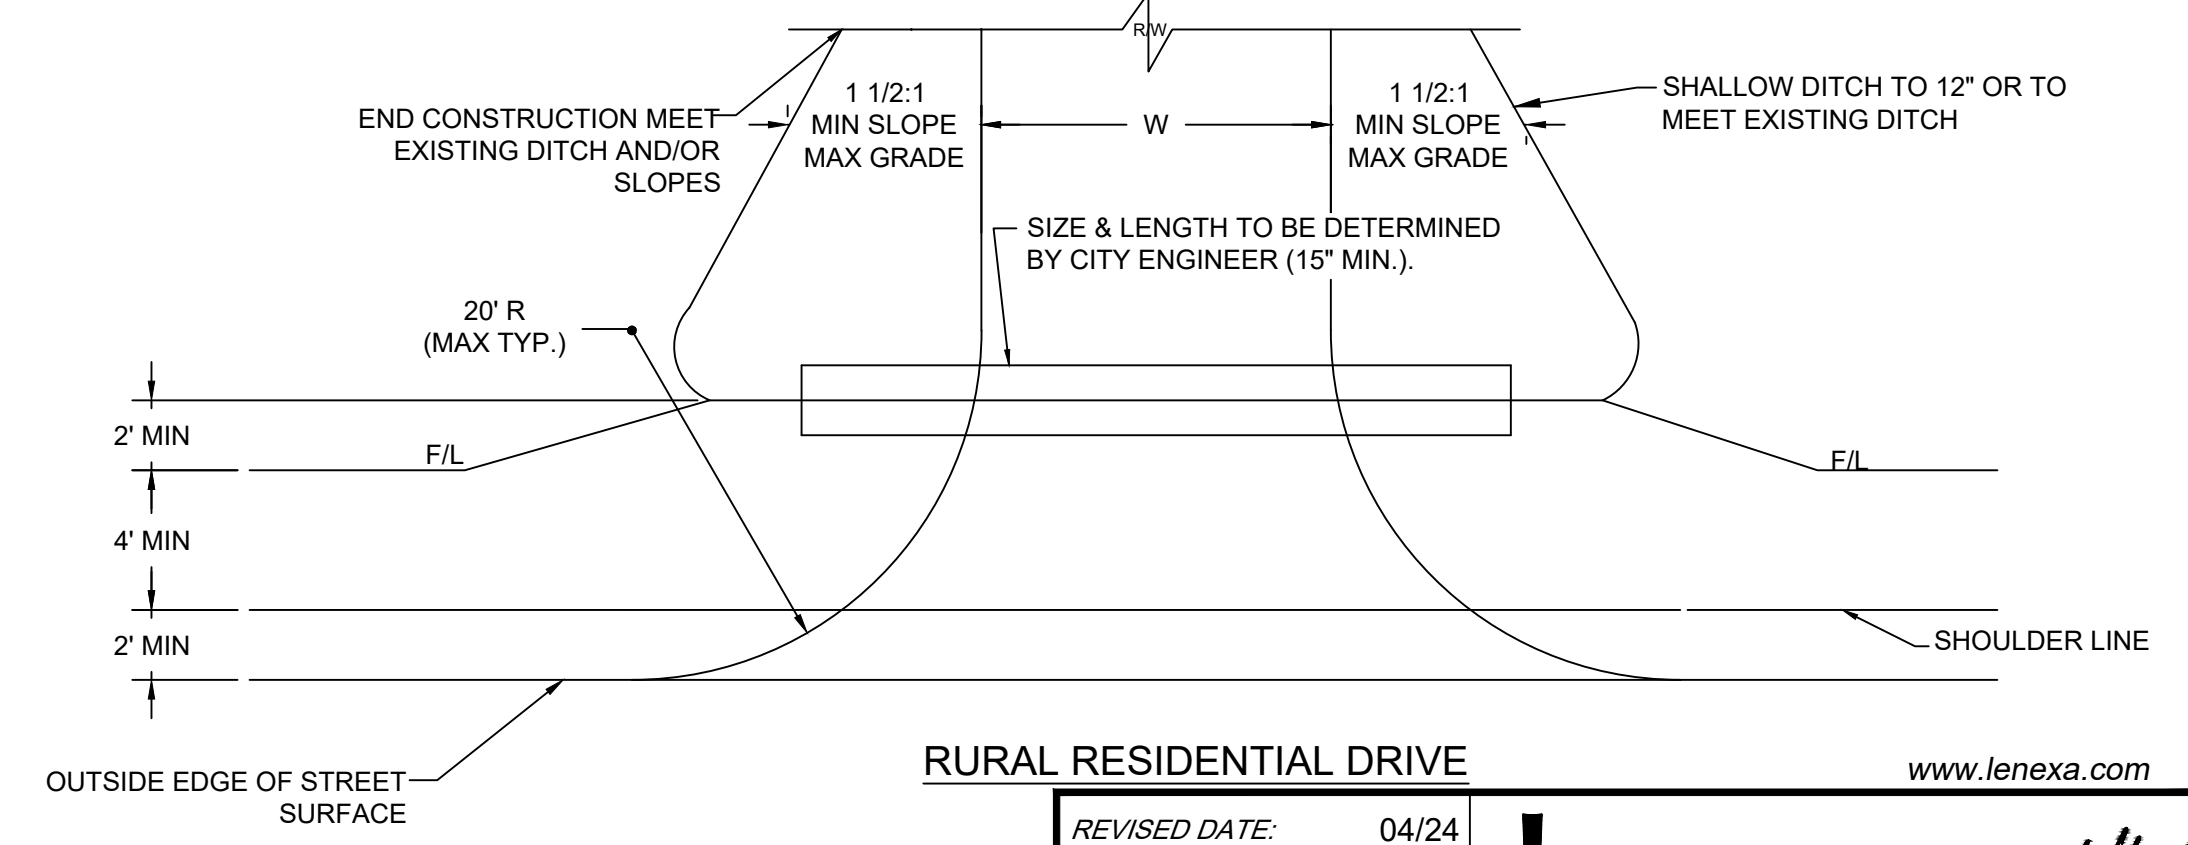 R/W
1 1/2:1
MIN SLOPE
MAX GRADE
W
1 1/2:1
MIN SLOPE
MAX GRADE
SHALLOW DITCH TO 12" OR TO
MEET EXISTING DITCH
END CONSTRUCTION MEET
EXISTING DITCH AND/OR
SLOPES
SIZE & LENGTH TO BE DETERMINED
BY CITY ENGINEER (15" MIN.).
20' R
(MAX TYP.)
2' MIN
F/L
F/L
4' MIN
2' MIN
SHOULDER LINE
OUTSIDE EDGE OF STREET
SURFACE
RURAL RESIDENTIAL DRIVE
www.lenexa.com
REVISED DATE: 04/24